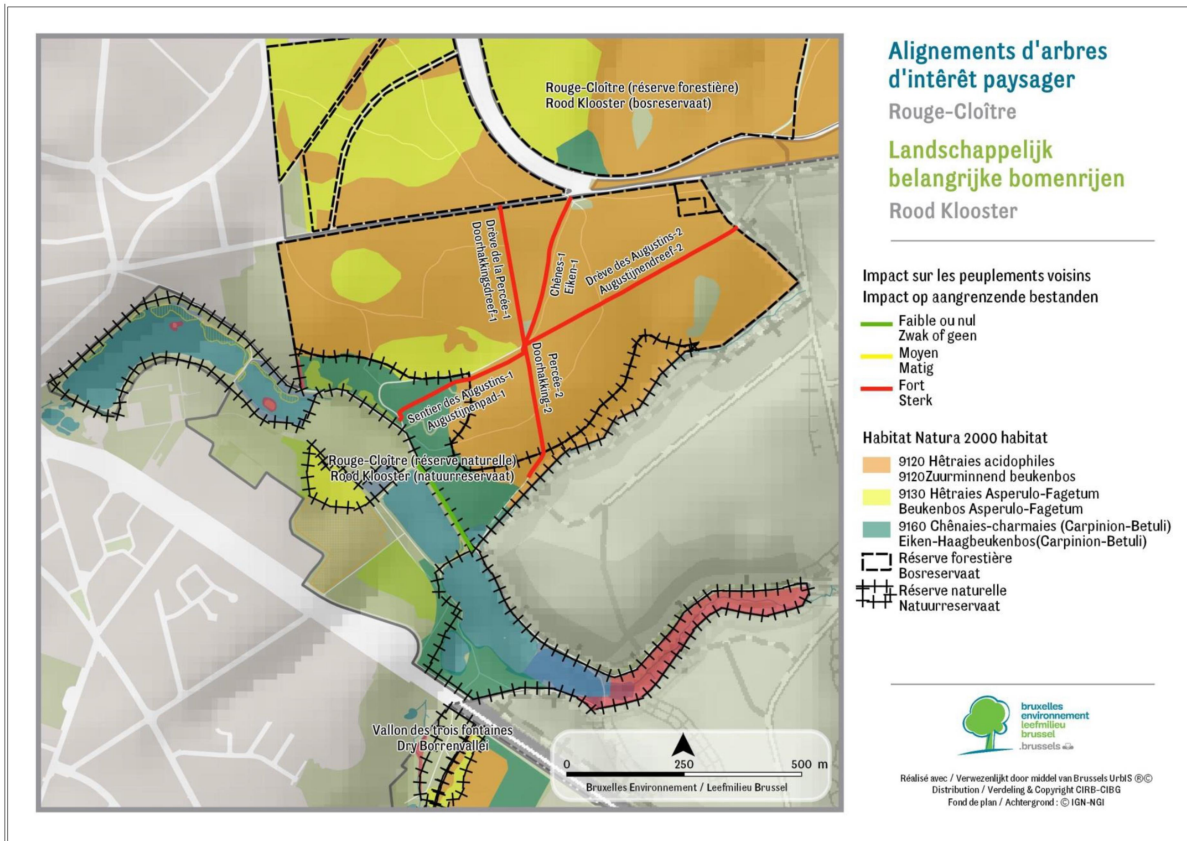 Alignements d'arbres
d'intêrêt paysager
Rouge-Cloître
Landschappelijk
belangrijke bomenrijen
Rood Klooster
Impact sur les peuplements voisins
Impact op aangrenzende bestanden
Faible ou nul
Zwak of geen
Moyen
Matig
Fort
Sterk
Habitat Natura 2000 habitat
9120 Hêtraies acidophiles
9120Zuurminnend beukenbos
9130 Hêtraies Asperulo-Fagetum
Beukenbos Asperulo-Fagetum
9160 Chênaies-charmaies (Carpinion-Betuli)
Eiken-Haagbeukenbos(Carpinion-Betuli)
Réserve forestière
Bosreservaat
Réserve naturelle
Natuurreservaat
Rouge-Cloître (réserve forestière)
Rood Klooster (bosreservaat)
Drève de la Percée-1
Doorhakkingsdreef-1
Chênes-1
Eiken-1
Drève des Augustins-2
Augustijnendreef-2
Percée-2
Doorhakking-2
Sentier des Augustins-1
Augustijnenpad-1
Rouge-Cloître (réserve naturelle)
Rood Klooster (natuurreservaat)
Vallon des trois fontaines
Dry Borrenvallei
0 250 500 m
Bruxelles Environnement / Leefmilieu Brussel
bruxelles
environnement
leefmilieu
brussel
.brussels
Réalisé avec / Verwezenlijkt door middel van Brussels UrbIS ®©
Distribution / Verdeling & Copyright CIRB-CIBG
Fond de plan / Achtergrond : © IGN-NGI